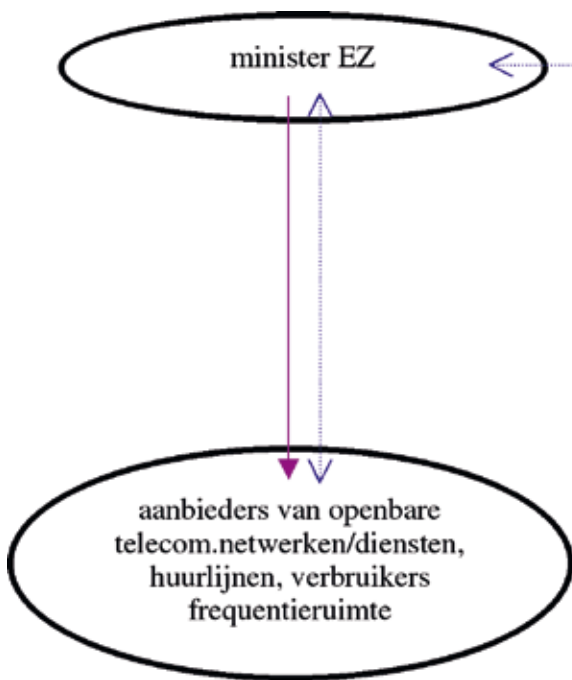 minister EZ
aanbieders van openbare
telecom.netwerken/diensten,
huurlijnen, verbruikers
frequentieruimte